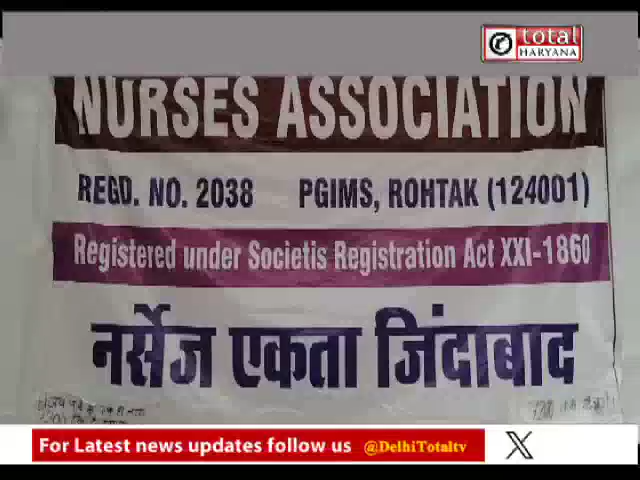 total
HARYANA
NURSES ASSOCIATION
REGD. NO. 2038 PGIMS, ROHTAK (124001)
Registered under Societis Registration Act XXI-1860
नर्सेज एकता जिंदाबाद
For Latest news updates follow us @DelhiTotaltv X